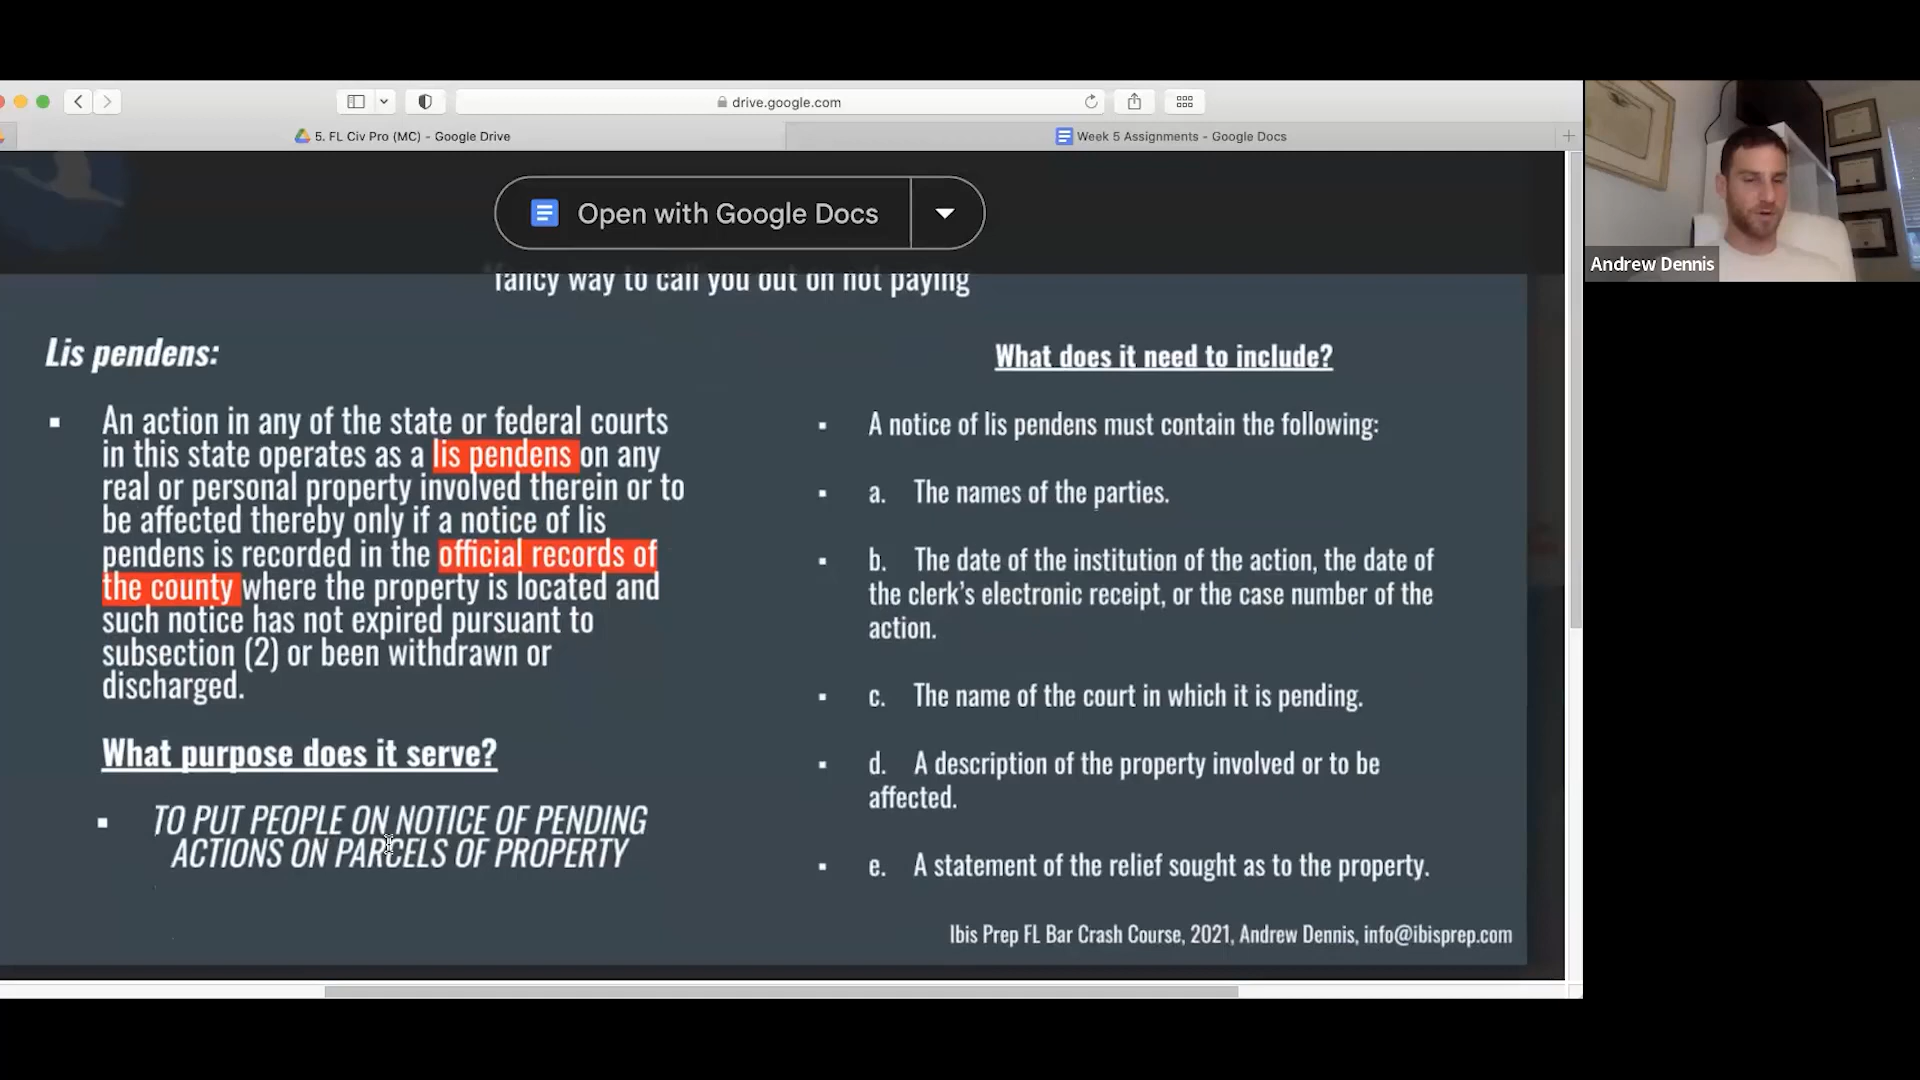 drive.google.com
5. FL Civ Pro (MC) - Google Drive
Week 5 Assignments - Google Docs
Open with Google Docs
fancy way to call you out on not paying
Lis pendens:
An action in any of the state or federal courts
in this state operates as a lis pendens on any
real or personal property involved therein or to
be affected thereby only if a notice of lis
pendens is recorded in the official records of
the county where the property is located and
such notice has not expired pursuant to
subsection (2) or been withdrawn or
discharged.
What purpose does it serve?
TO PUT PEOPLE ON NOTICE OF PENDING
ACTIONS ON PARCELS OF PROPERTY
What does it need to include?
A notice of lis pendens must contain the following:
a. The names of the parties.
b. The date of the institution of the action, the date of
the clerk's electronic receipt, or the case number of the
action.
c. The name of the court in which it is pending.
d. A description of the property involved or to be
affected.
e. A statement of the relief sought as to the property.
Ibis Prep FL Bar Crash Course, 2021, Andrew Dennis, info@ibisprep.com
Andrew Dennis